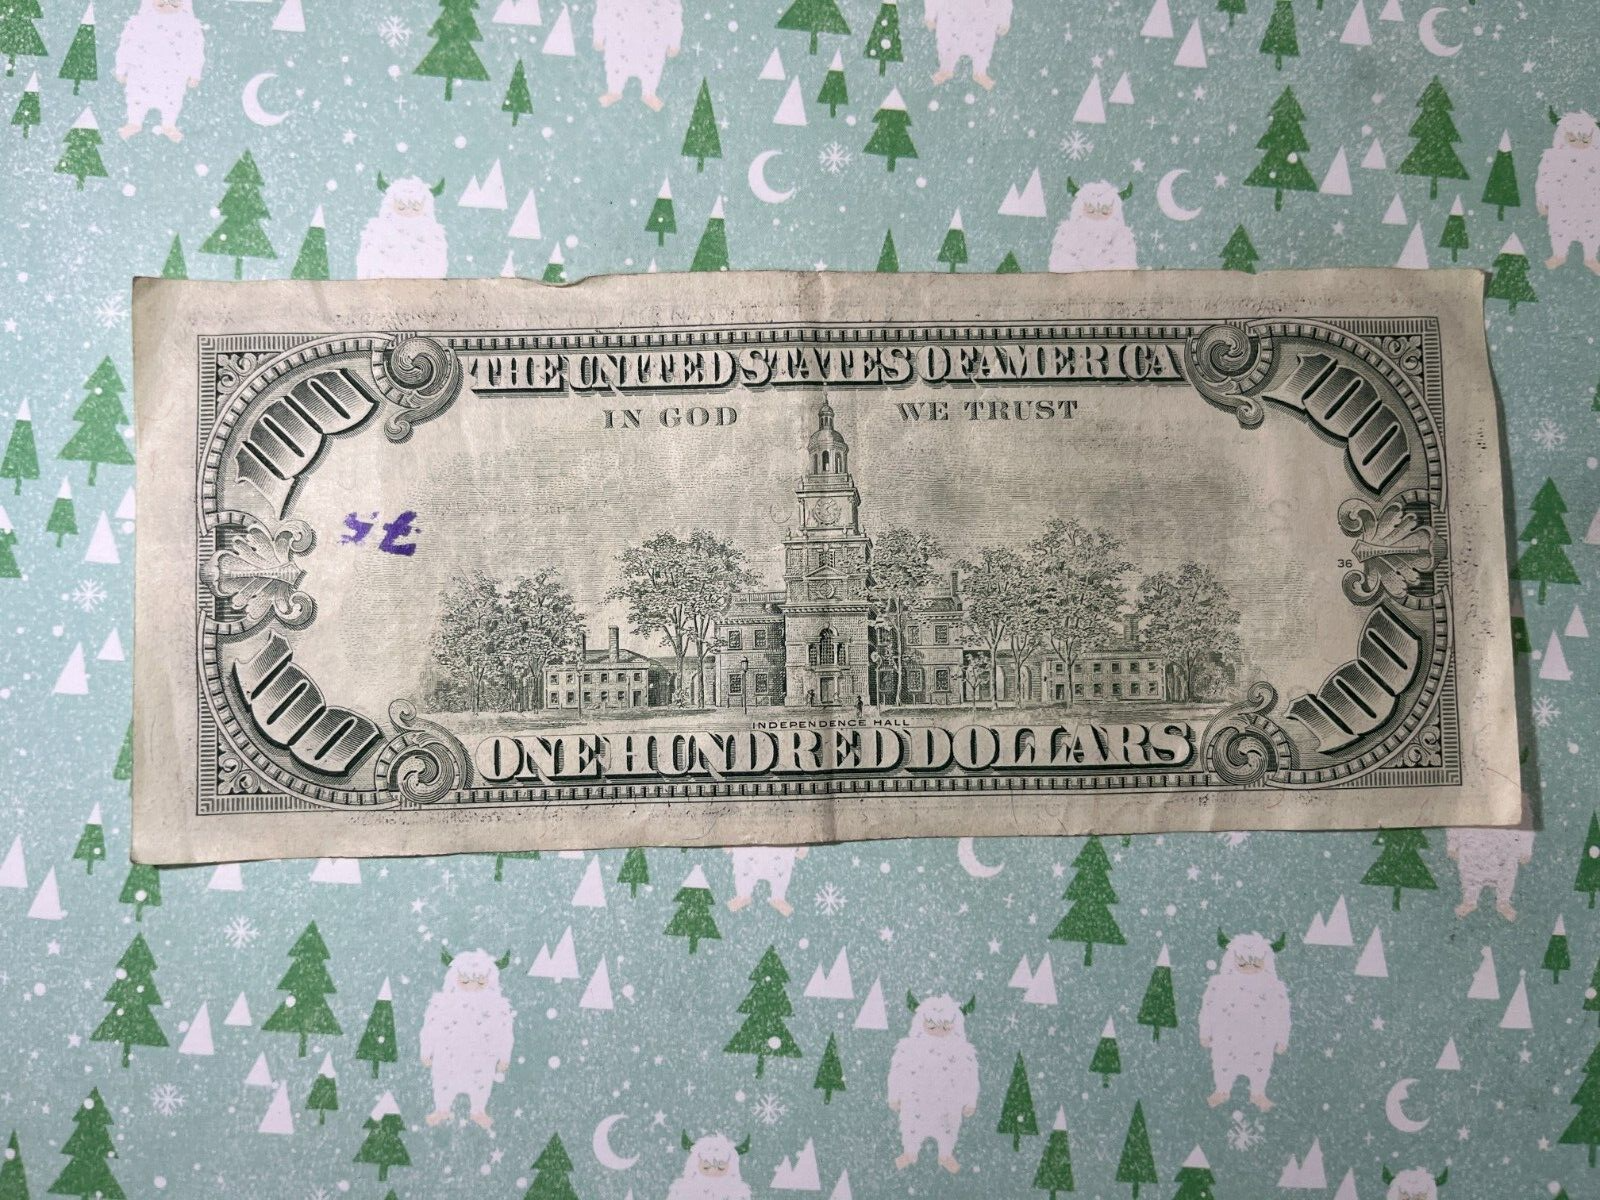 100
THE UNITED STATES OF AMERICA
100
IN GOD WE TRUST
36
INDEPENDENCE HALL
100
ONE HUNDRED DOLLARS
100